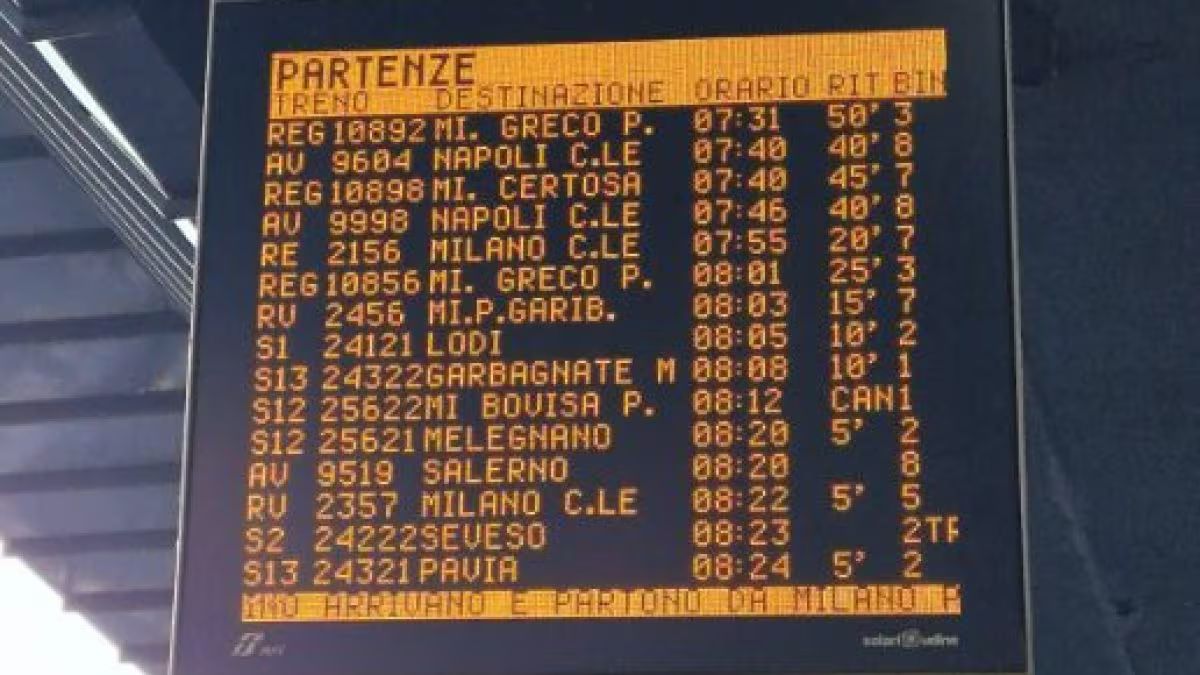 PARTENZE
TRENO DESTINAZIONE ORARIO RIT BIN
REG 10892 MI. GRECO P. 07:31 50' 3
AV 9604 NAPOLI C.LE 07:40 40' 8
REG 10898 MI. CERTOSA 07:40 45' 7
AV 9998 NAPOLI C.LE 07:46 40' 8
RE 2156 MILANO C.LE 07:55 20' 7
REG 10856 MI. GRECO P. 08:01 25' 3
RV 2456 MI.P.GARIB. 08:03 15' 7
S1 24121 LODI 08:05 10' 2
S13 24322 GARBAGNATE M 08:08 10' 1
S12 25622 MI BOVISA P. 08:12 CAN 1
S12 25621 MELEGNANO 08:20 5' 2
AV 9519 SALERNO 08:20 8
RV 2357 MILANO C.LE 08:22 5' 5
S2 24222 SEVESO 08:23 2TR
S13 24321 PAVIA 08:24 5' 2
ARRIVANO E PARTONO DA MILANO P
solari udine